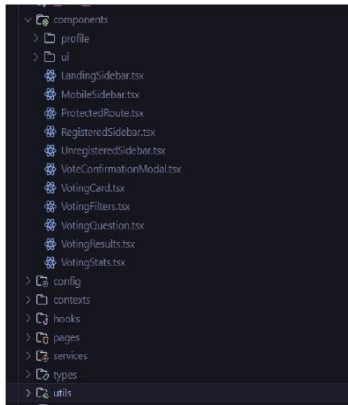 components
profile
ui
LandingSidebar.tsx
MobileSidebar.tsx
ProtectedRoute.tsx
RegisteredSidebar.tsx
UnregisteredSidebar.tsx
VoteConfirmationModal.tsx
VotingCard.tsx
VotingFilters.tsx
VotingQuestion.tsx
VotingResults.tsx
VotingStats.tsx
config
contexts
hooks
pages
services
types
utils